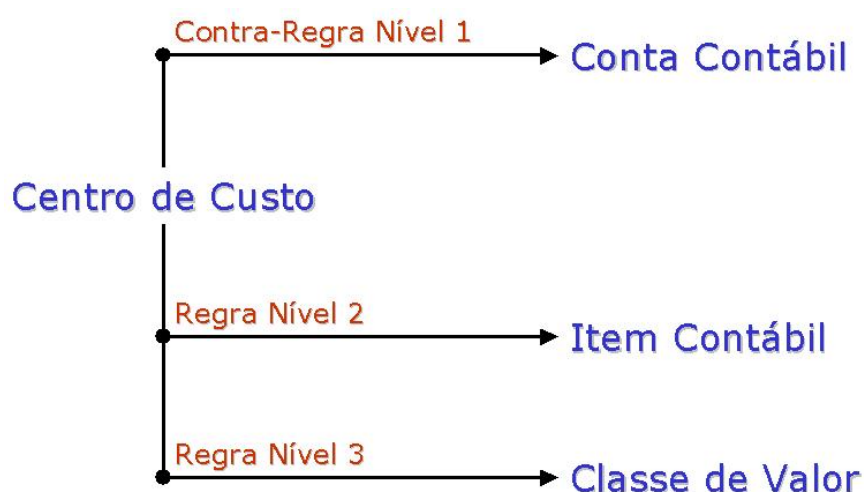 Contra-Regra Nível 1
Conta Contábil
Centro de Custo
Regra Nível 2
Item Contábil
Regra Nível 3
Classe de Valor